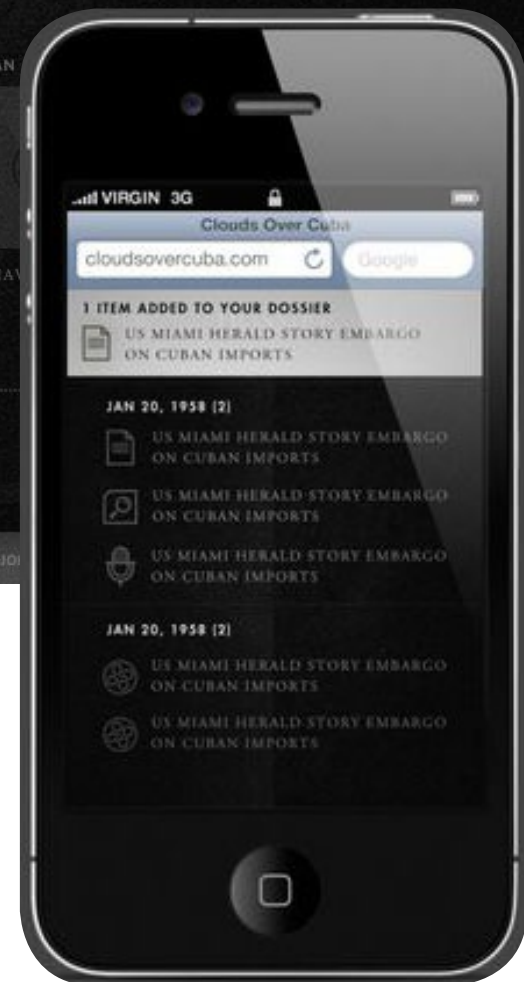 VIRGIN 3G
Clouds Over Cuba
cloudsovercuba.com
Google
1 ITEM ADDED TO YOUR DOSSIER
US MIAMI HERALD STORY EMBARGO
ON CUBAN IMPORTS
JAN 20, 1958 (2)
US MIAMI HERALD STORY EMBARGO
ON CUBAN IMPORTS
US MIAMI HERALD STORY EMBARGO
ON CUBAN IMPORTS
US MIAMI HERALD STORY EMBARGO
ON CUBAN IMPORTS
JAN 20, 1958 (2)
US MIAMI HERALD STORY EMBARGO
ON CUBAN IMPORTS
US MIAMI HERALD STORY EMBARGO
ON CUBAN IMPORTS